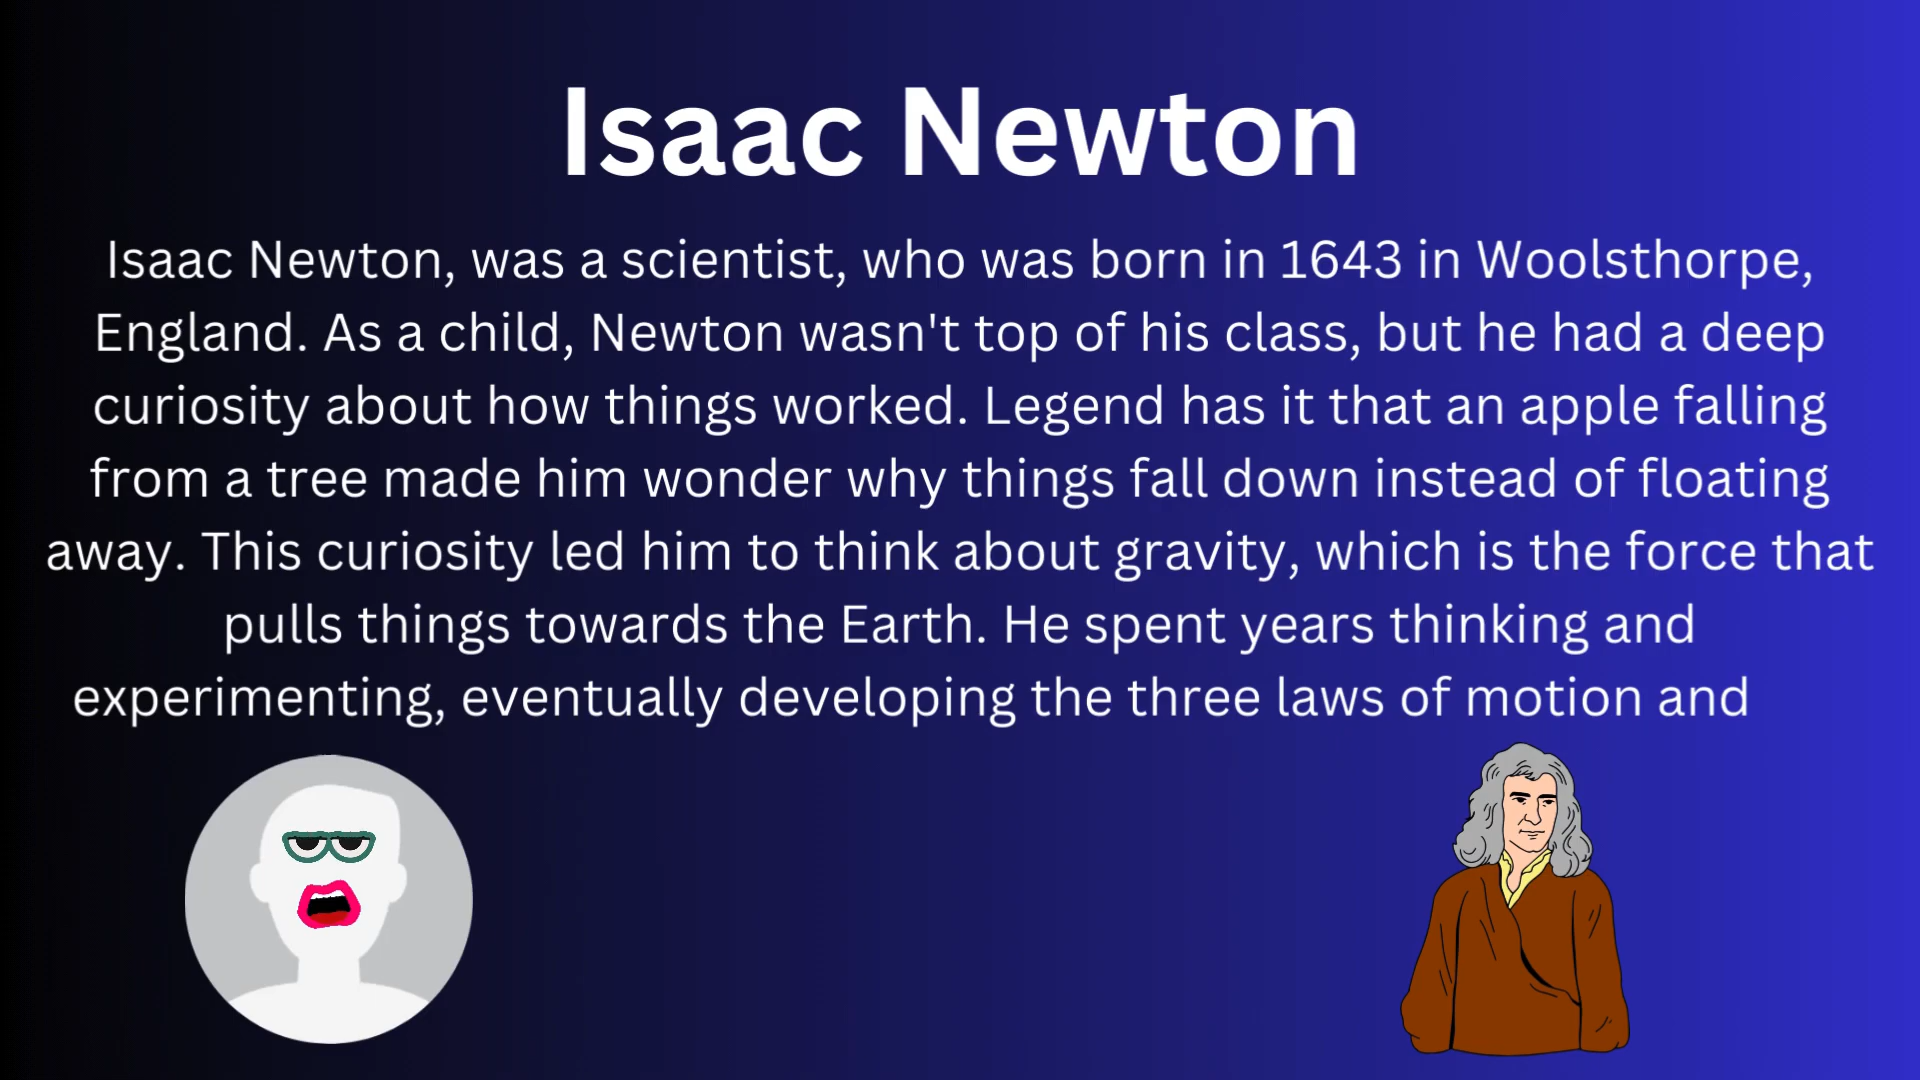 Isaac Newton
Isaac Newton, was a scientist, who was born in 1643 in Woolsthorpe,
England. As a child, Newton wasn't top of his class, but he had a deep
curiosity about how things worked. Legend has it that an apple falling
from a tree made him wonder why things fall down instead of floating
away. This curiosity led him to think about gravity, which is the force that
pulls things towards the Earth. He spent years thinking and
experimenting, eventually developing the three laws of motion and